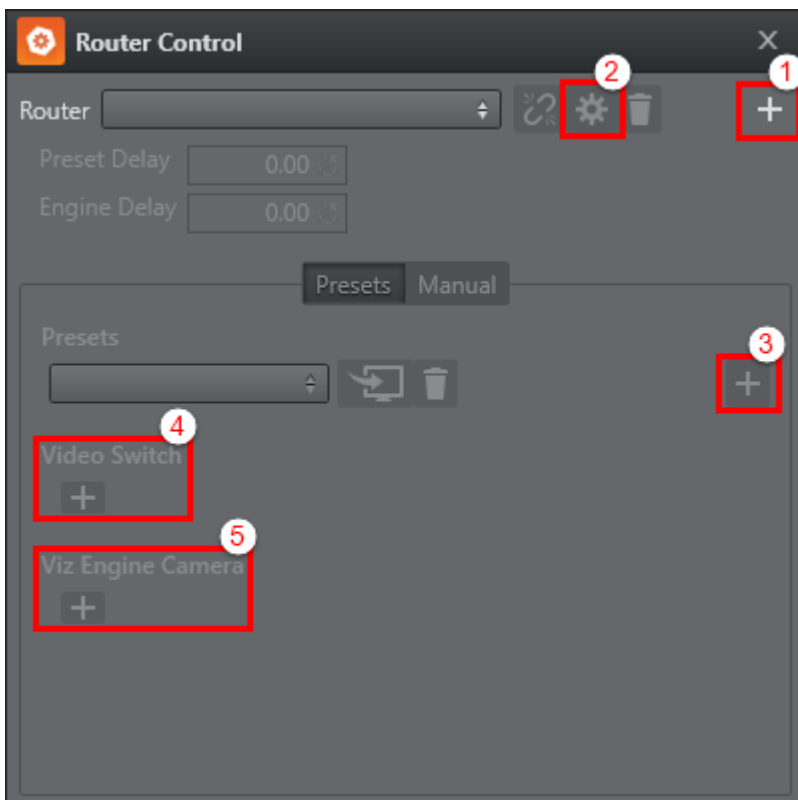 Router Control
2
1
Router
Preset Delay 0.00
Engine Delay 0.00
Presets Manual
Presets
3
4
Video Switch
5
Viz Engine Camera